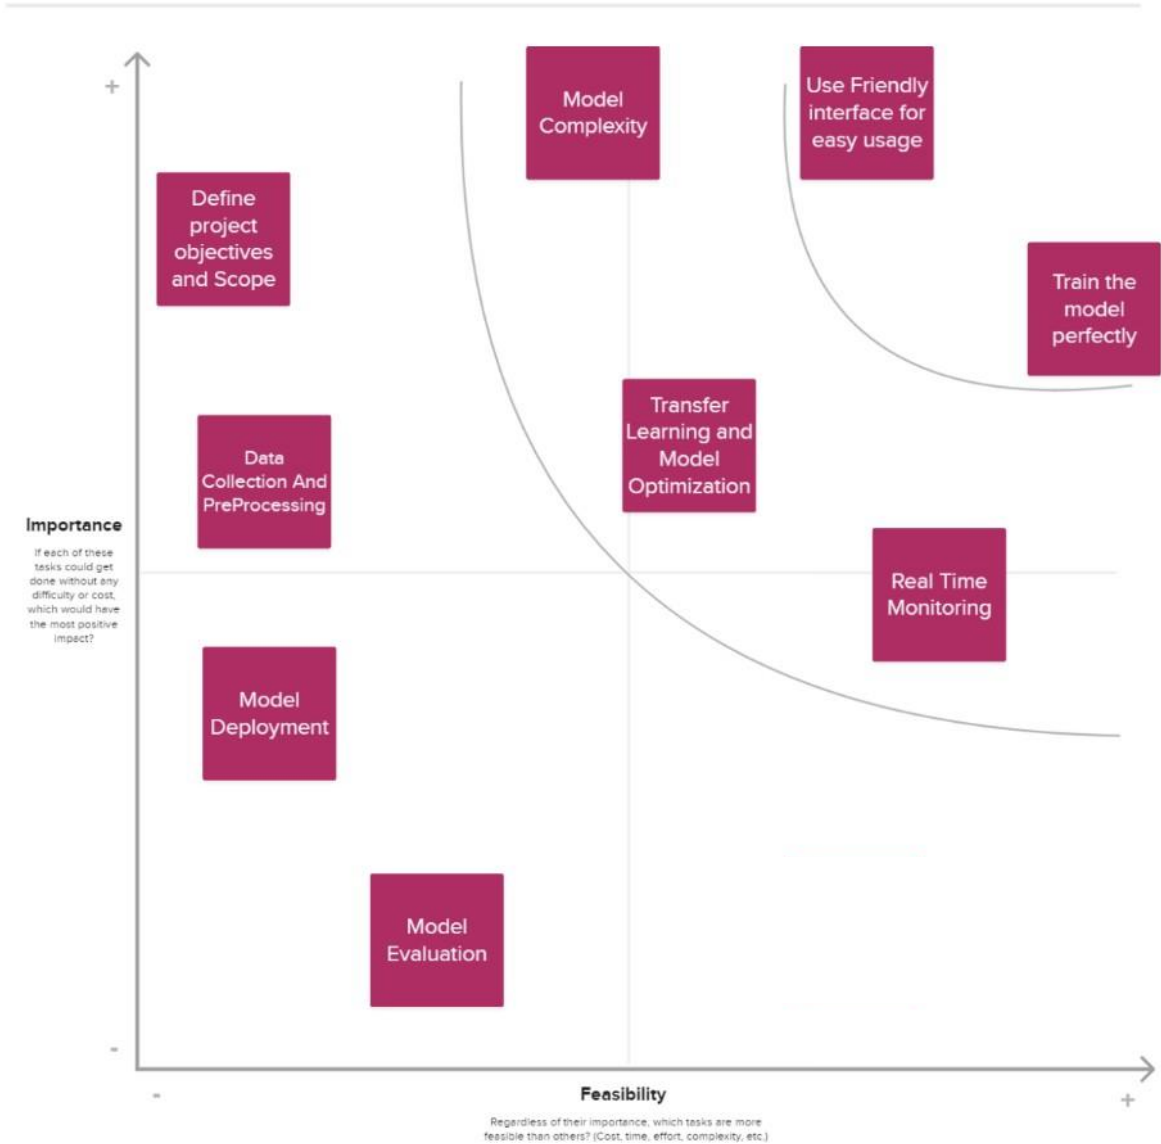 +
Model
Complexity
Use Friendly
interface for
easy usage
Define
project
objectives
and Scope
Train the
model
perfectly
Transfer
Learning and
Model
Optimization
Data
Collection And
PreProcessing
Importance
If each of these
tasks could get
done without any
difficulty or cost,
which would have
the most positive
impact?
Real Time
Monitoring
Model
Deployment
Model
Evaluation
-
-
Feasibility
+
Regardless of their importance, which tasks are more
feasible than others? (Cost, time, effort, complexity, etc.)